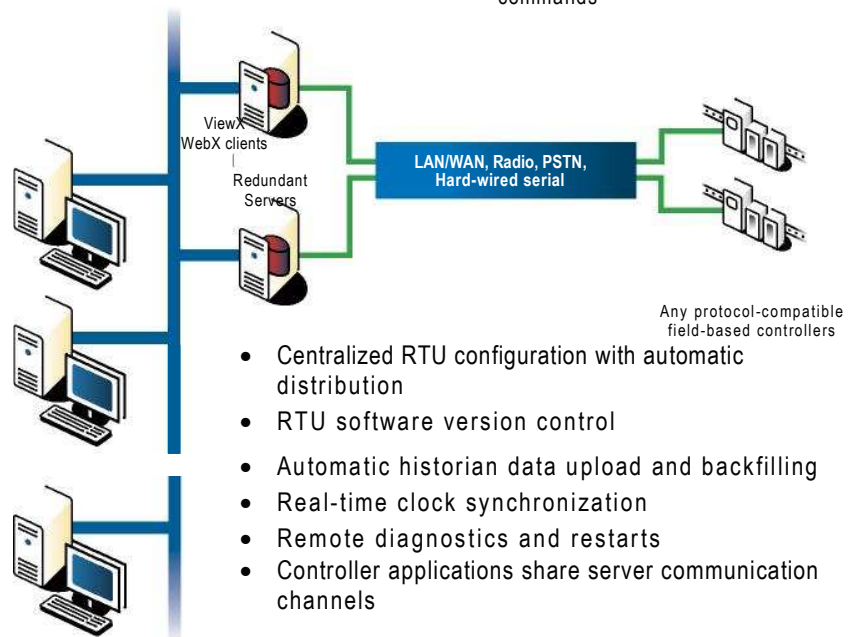 commands
ViewX
WebX clients
Redundant
Servers
LAN/WAN, Radio, PSTN,
Hard-wired serial
Any protocol-compatible
field-based controllers
• Centralized RTU configuration with automatic
distribution
• RTU software version control
• Automatic historian data upload and backfilling
• Real-time clock synchronization
• Remote diagnostics and restarts
• Controller applications share server communication
channels